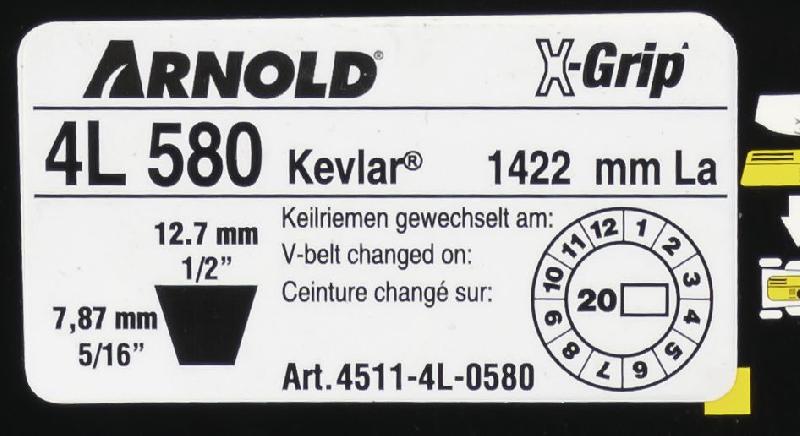 ARNOLD®
X-Grip
4L 580 Kevlar® 1422 mm La
12.7 mm
1/2”
7,87 mm
5/16”
Keilriemen gewechselt am:
V-belt changed on:
Ceinture changé sur:
Art.4511-4L-0580
1 2 3 4 5 6 7 8 9 10 11 12
20